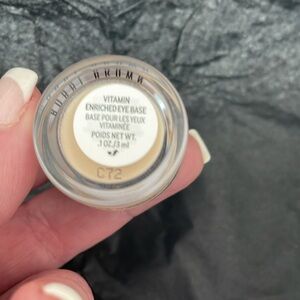 BOBBI BROWN
VITAMIN
ENRICHED EYE BASE
BASE POUR LES YEUX
VITAMINÉE
POIDS NET WT.
.1 OZ./3 ml
C72